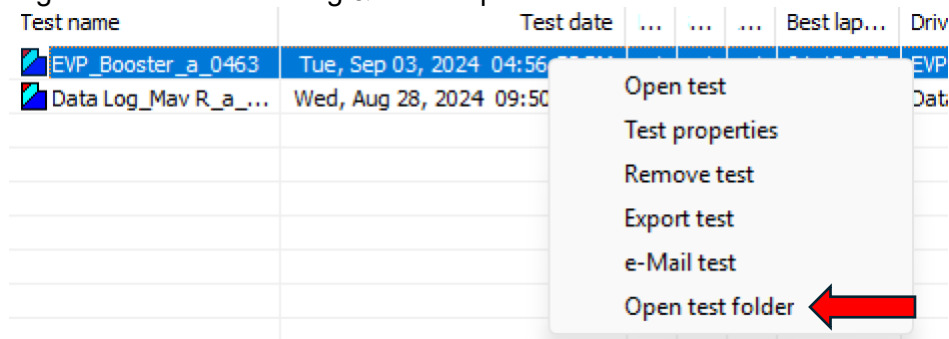 Test name Test date ... ... ... Best lap... Driv
EVP_Booster_a_0463 Tue, Sep 03, 2024 04:56 EVP
Data Log_Mav R_a_... Wed, Aug 28, 2024 09:50 Data
Open test
Test properties
Remove test
Export test
e-Mail test
Open test folder